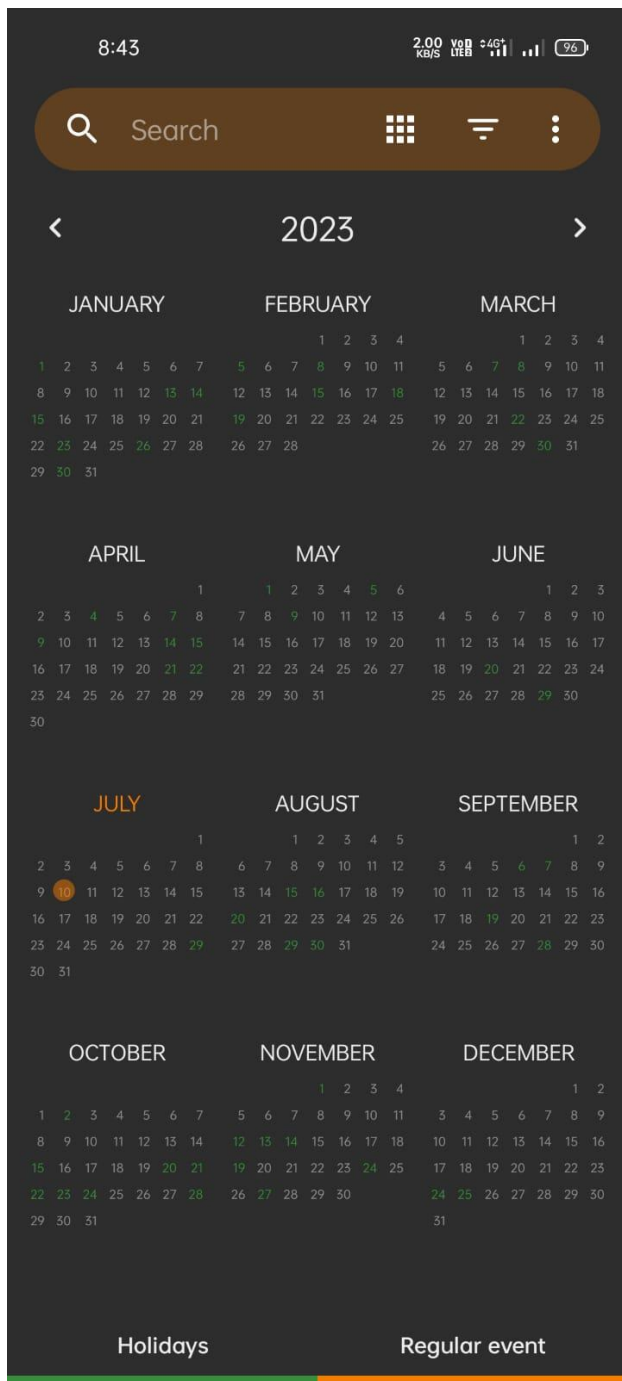 8:43 2.00 KB/S VoD LTE2 4G+ 96
Search
2023
JANUARY FEBRUARY MARCH
1 2 3 4 1 2 3 4
1 2 3 4 5 6 7 5 6 7 8 9 10 11 5 6 7 8 9 10 11
8 9 10 11 12 13 14 12 13 14 15 16 17 18 12 13 14 15 16 17 18
15 16 17 18 19 20 21 19 20 21 22 23 24 25 19 20 21 22 23 24 25
22 23 24 25 26 27 28 26 27 28 26 27 28 29 30 31
29 30 31
APRIL MAY JUNE
1 1 2 3 4 5 6 1 2 3
2 3 4 5 6 7 8 7 8 9 10 11 12 13 4 5 6 7 8 9 10
9 10 11 12 13 14 15 14 15 16 17 18 19 20 11 12 13 14 15 16 17
16 17 18 19 20 21 22 21 22 23 24 25 26 27 18 19 20 21 22 23 24
23 24 25 26 27 28 29 28 29 30 31 25 26 27 28 29 30
30
JULY AUGUST SEPTEMBER
1 1 2 3 4 5 1 2
2 3 4 5 6 7 8 6 7 8 9 10 11 12 3 4 5 6 7 8 9
9 10 11 12 13 14 15 13 14 15 16 17 18 19 10 11 12 13 14 15 16
16 17 18 19 20 21 22 20 21 22 23 24 25 26 17 18 19 20 21 22 23
23 24 25 26 27 28 29 27 28 29 30 31 24 25 26 27 28 29 30
30 31
OCTOBER NOVEMBER DECEMBER
1 2 3 4 1 2
1 2 3 4 5 6 7 5 6 7 8 9 10 11 3 4 5 6 7 8 9
8 9 10 11 12 13 14 12 13 14 15 16 17 18 10 11 12 13 14 15 16
15 16 17 18 19 20 21 19 20 21 22 23 24 25 17 18 19 20 21 22 23
22 23 24 25 26 27 28 26 27 28 29 30 24 25 26 27 28 29 30
29 30 31 31
Holidays Regular event